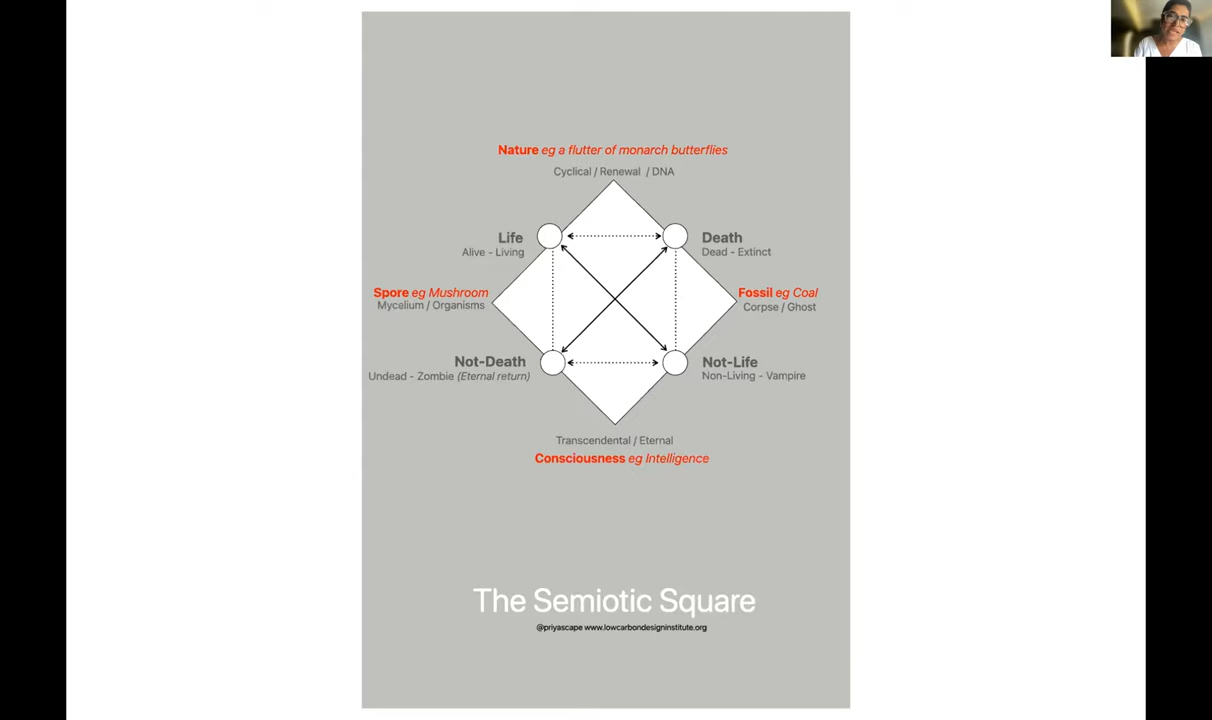 Nature eg a flutter of monarch butterflies
Cyclical / Renewal / DNA
Life
Alive - Living
Death
Dead - Extinct
Spore eg Mushroom
Mycelium / Organisms
Fossil eg Coal
Corpse / Ghost
Not-Death
Undead - Zombie (Eternal return)
Not-Life
Non-Living - Vampire
Transcendental / Eternal
Consciousness eg Intelligence
The Semiotic Square
@priyascape www.lowcarbondesigninstitute.org